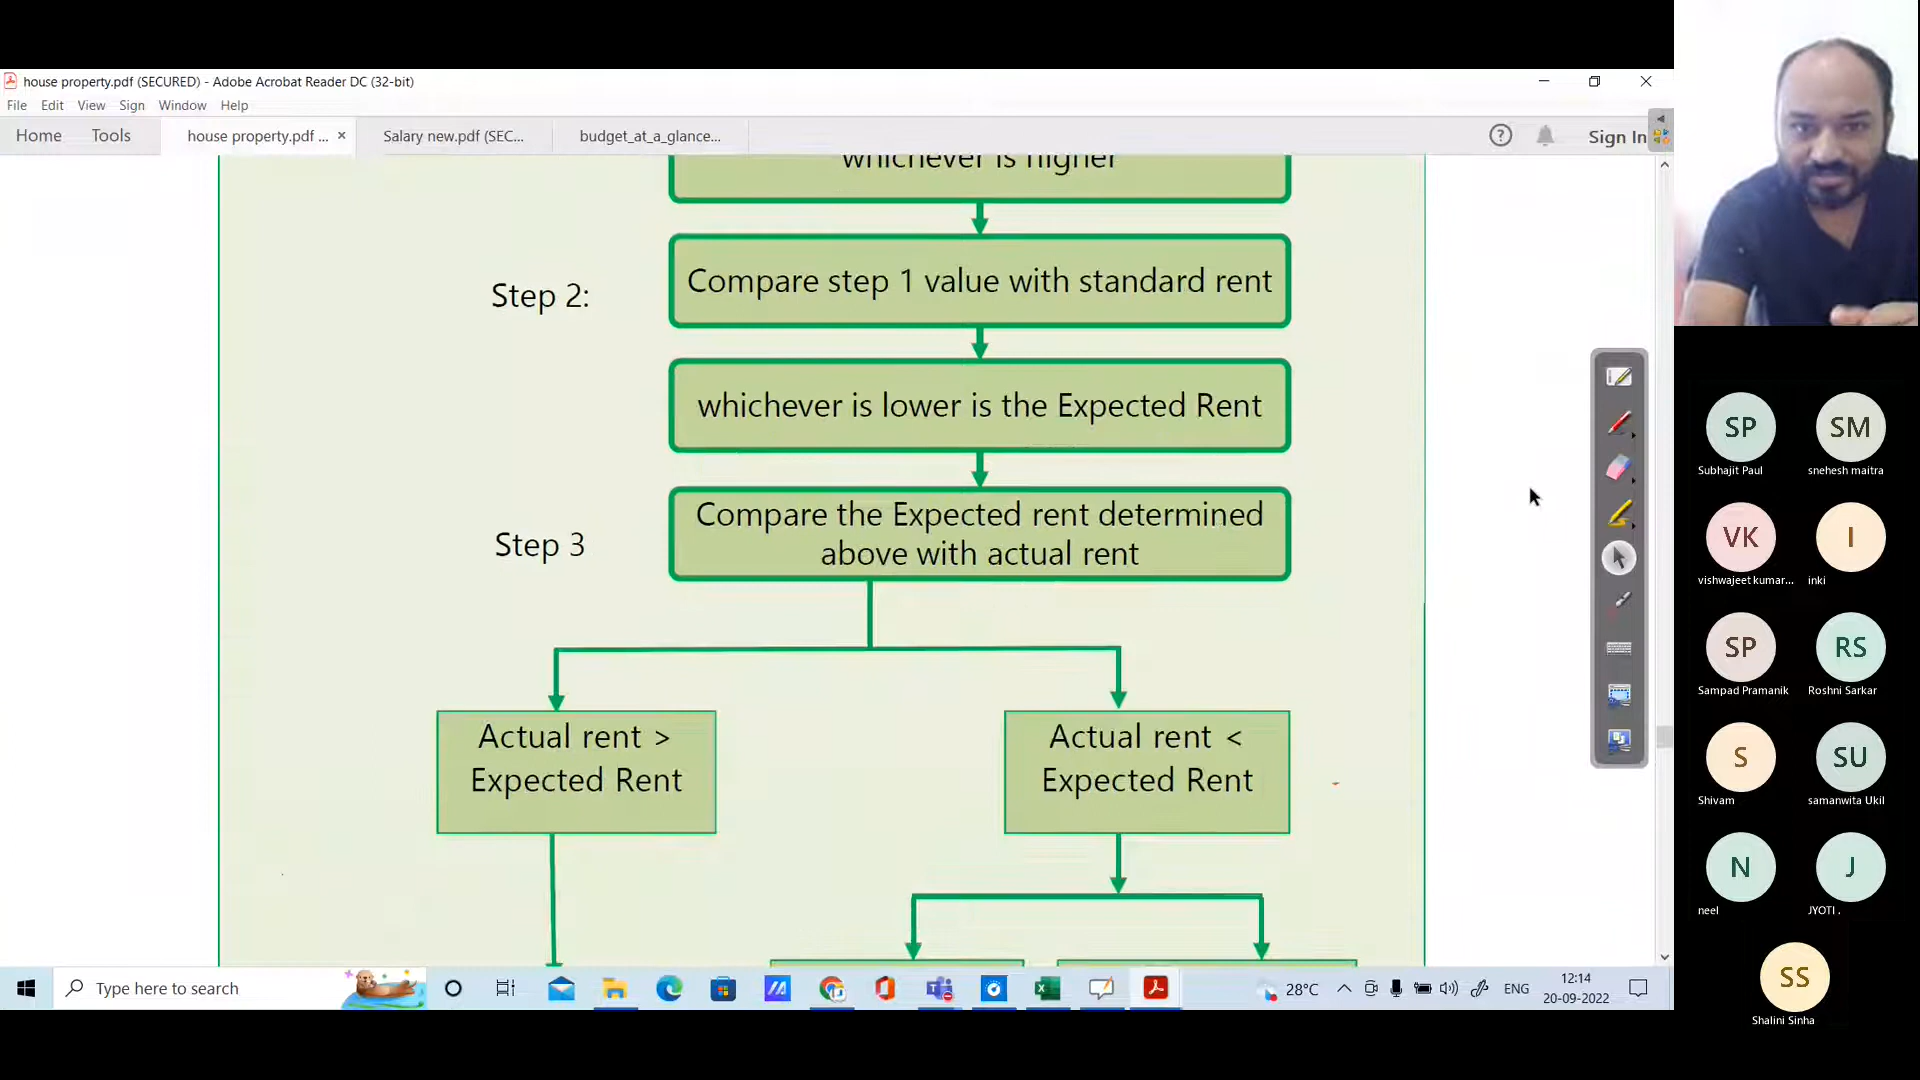 house property.pdf (SECURED) - Adobe Acrobat Reader DC (32-bit)
File Edit View Sign Window Help
Home Tools house property.pdf ... × Salary new.pdf (SEC... budget_at_a_glance... Sign In
whichever is higher
Step 2:
Compare step 1 value with standard rent
whichever is lower is the Expected Rent
Step 3
Compare the Expected rent determined
above with actual rent
Actual rent >
Expected Rent
Actual rent <
Expected Rent
SP
Subhajit Paul
SM
snehesh maitra
VK
vishwajeet kumar...
I
inki
SP
Sampad Pramanik
RS
Roshni Sarkar
S
Shivam
SU
samanwita Ukil
N
neel
J
JYOTI .
SS
Shalini Sinha
Type here to search
28°C
ENG
12:14
20-09-2022